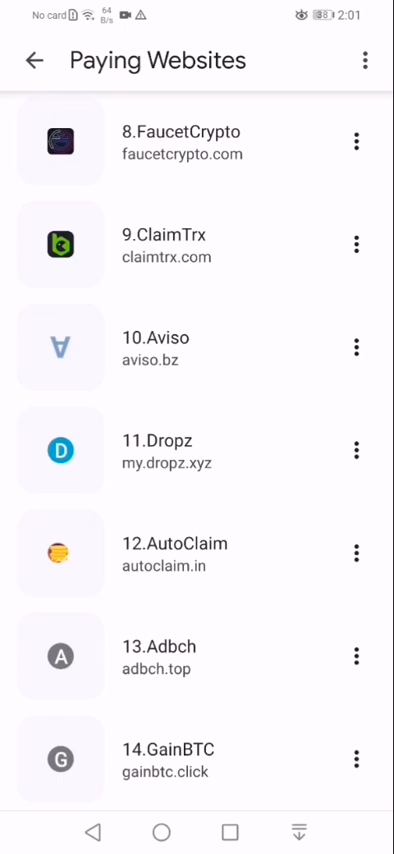 No card 64 B/s 38 2:01
Paying Websites
8.FaucetCrypto
faucetcrypto.com
9.ClaimTrx
claimtrx.com
10.Aviso
aviso.bz
D
11.Dropz
my.dropz.xyz
12.AutoClaim
autoclaim.in
A
13.Adbch
adbch.top
G
14.GainBTC
gainbtc.click